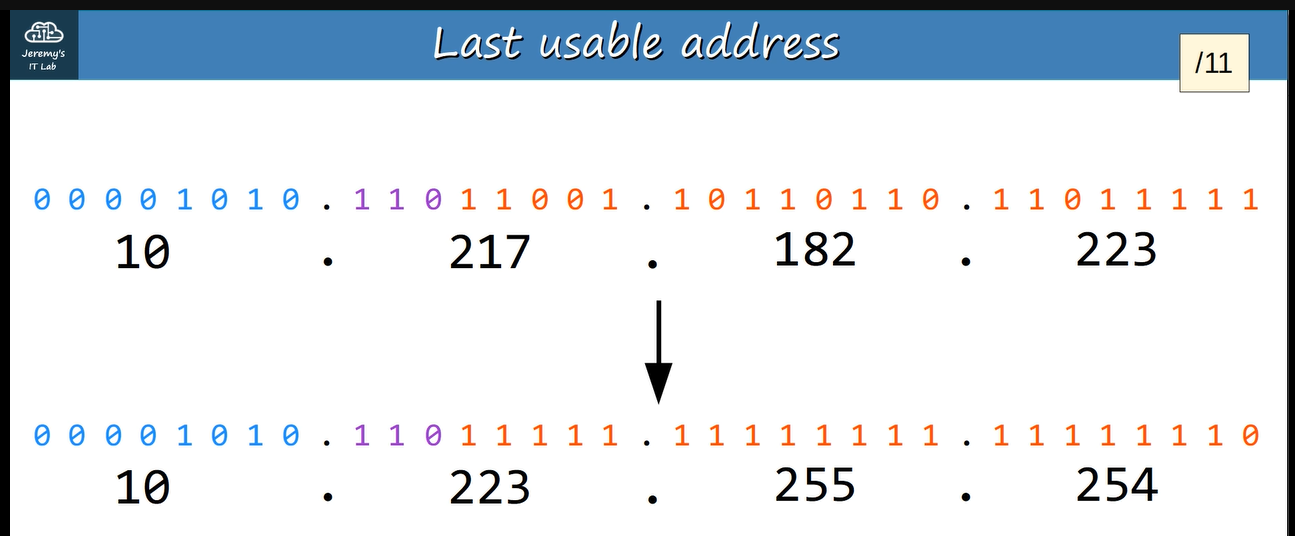 Jeremy's
IT Lab
Last usable address
/11
0 0 0 0 1 0 1 0 . 1 1 0 1 1 0 0 1 . 1 0 1 1 0 1 1 0 . 1 1 0 1 1 1 1 1
10 . 217 . 182 . 223
0 0 0 0 1 0 1 0 . 1 1 0 1 1 1 1 1 . 1 1 1 1 1 1 1 1 . 1 1 1 1 1 1 1 0
10 . 223 . 255 . 254